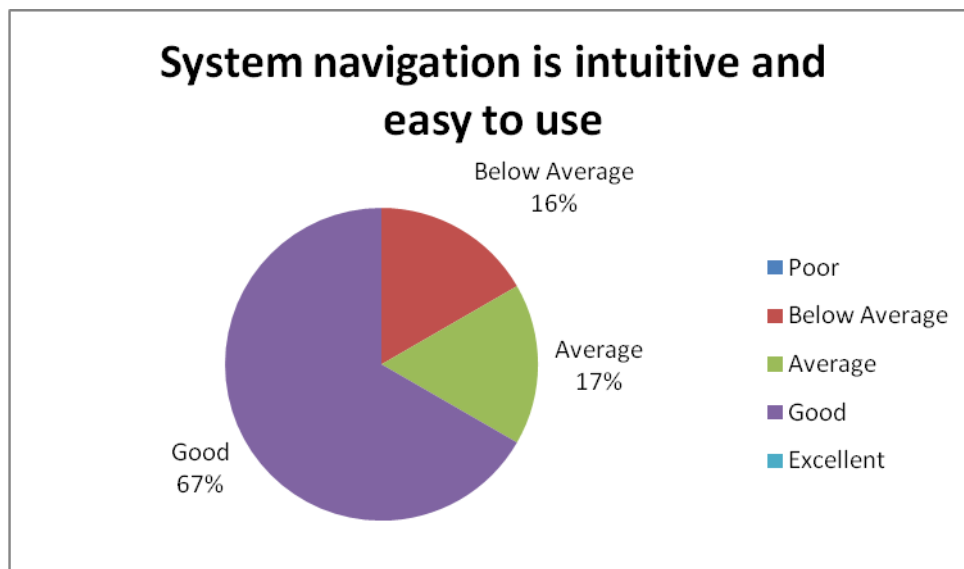 System navigation is intuitive and
easy to use
Below Average
16%
Average
17%
Good
67%
Poor
Below Average
Average
Good
Excellent